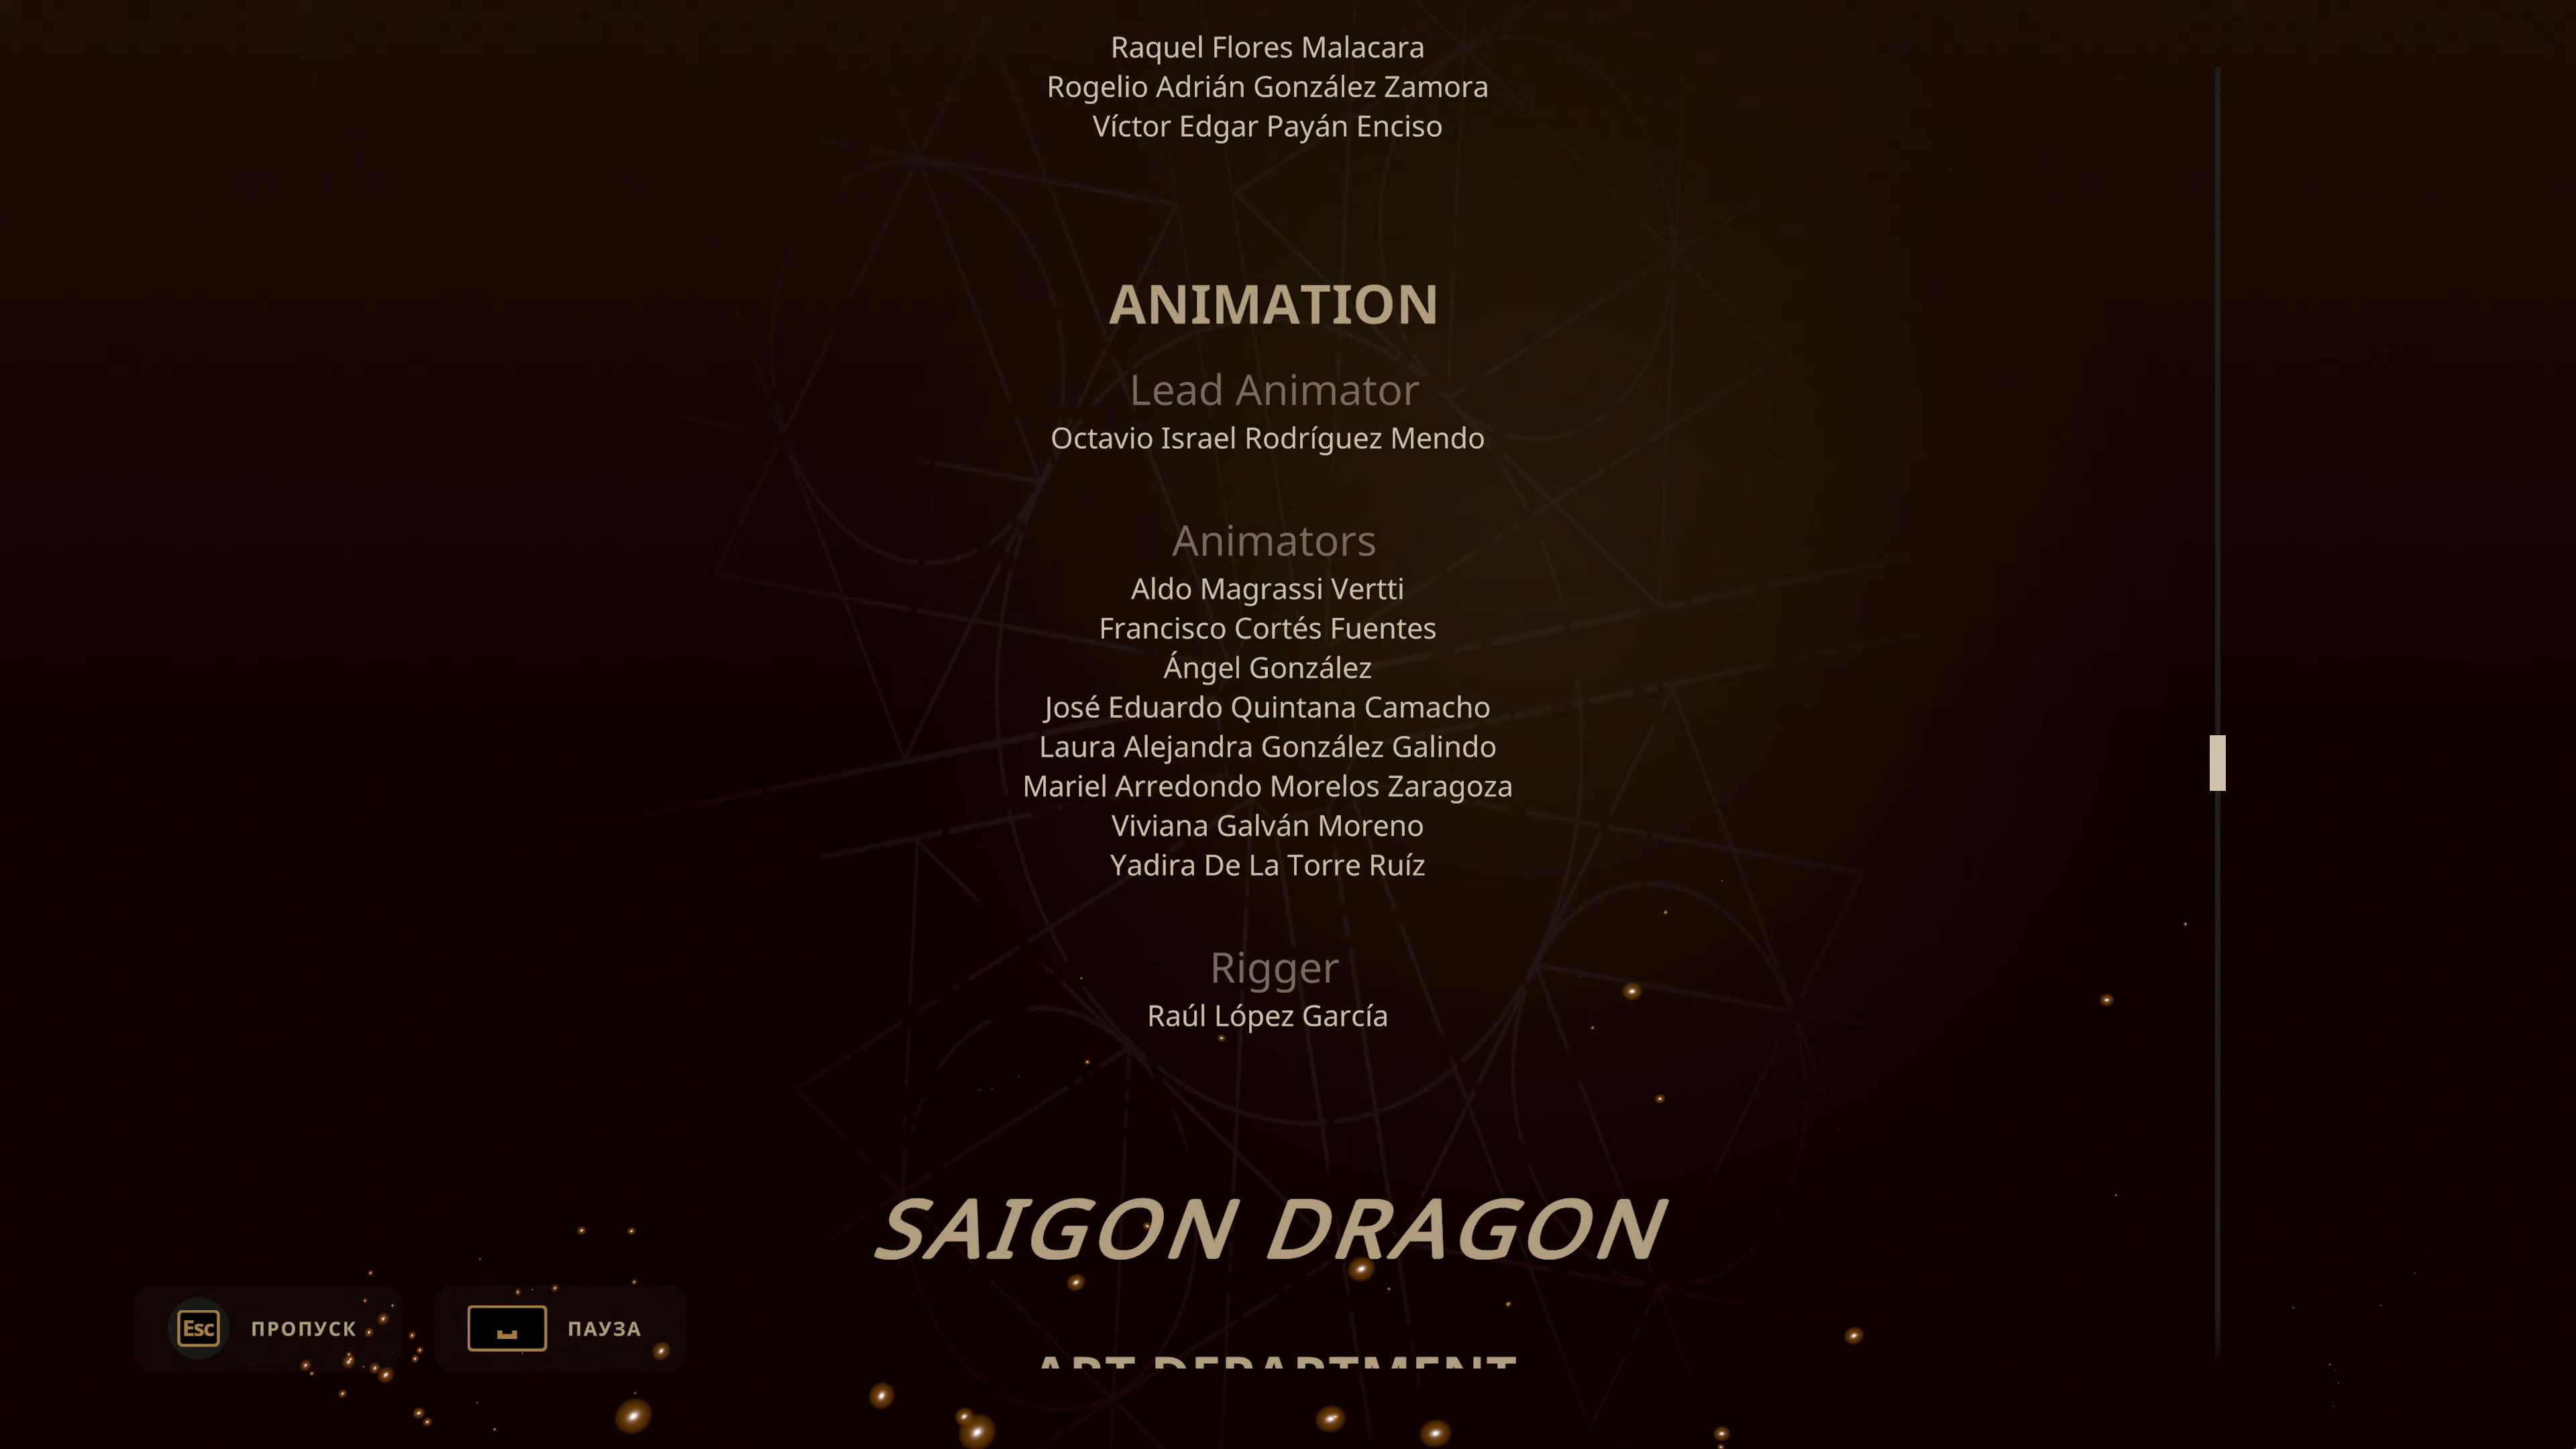 Raquel Flores Malacara
Rogelio Adrián González Zamora
Víctor Edgar Payán Enciso
ANIMATION
Lead Animator
Octavio Israel Rodríguez Mendo
Animators
Aldo Magrassi Vertti
Francisco Cortés Fuentes
Ángel González
José Eduardo Quintana Camacho
Laura Alejandra González Galindo
Mariel Arredondo Morelos Zaragoza
Viviana Galván Moreno
Yadira De La Torre Ruíz
Rigger
Raúl López García
SAIGON DRAGON
ART DEPARTMENT
Esc ПРОПУСК
ПАУЗА